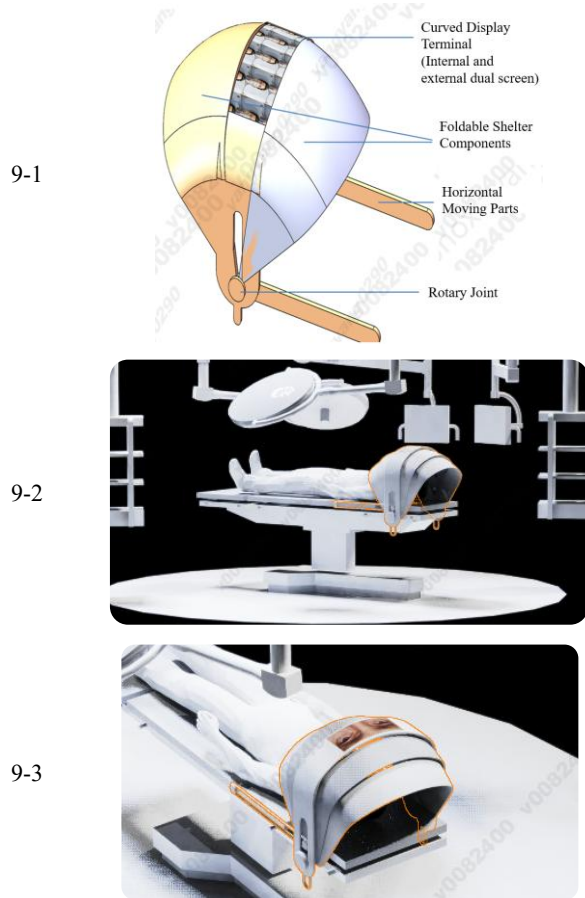 Curved Display
Terminal
(Internal and
external dual screen)
Foldable Shelter
Components
9-1
Horizontal
Moving Parts
Rotary Joint
9-2
9-3
v0082400